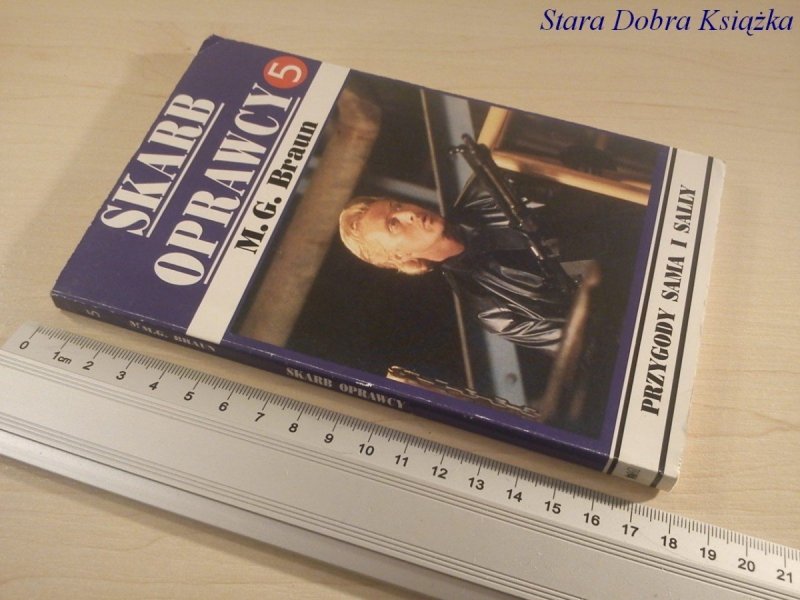 Stara Dobra Książka
SKARB
OPRAWCY
5
M.G. Braun
PRZYGODY SAMA I SALLY
5
M.G. BRAUN
SKARB OPRAWCY
0 1cm 2 3 4 5 6 7 8 9 10 11 12 13 14 15 16 17 18 19 20 21